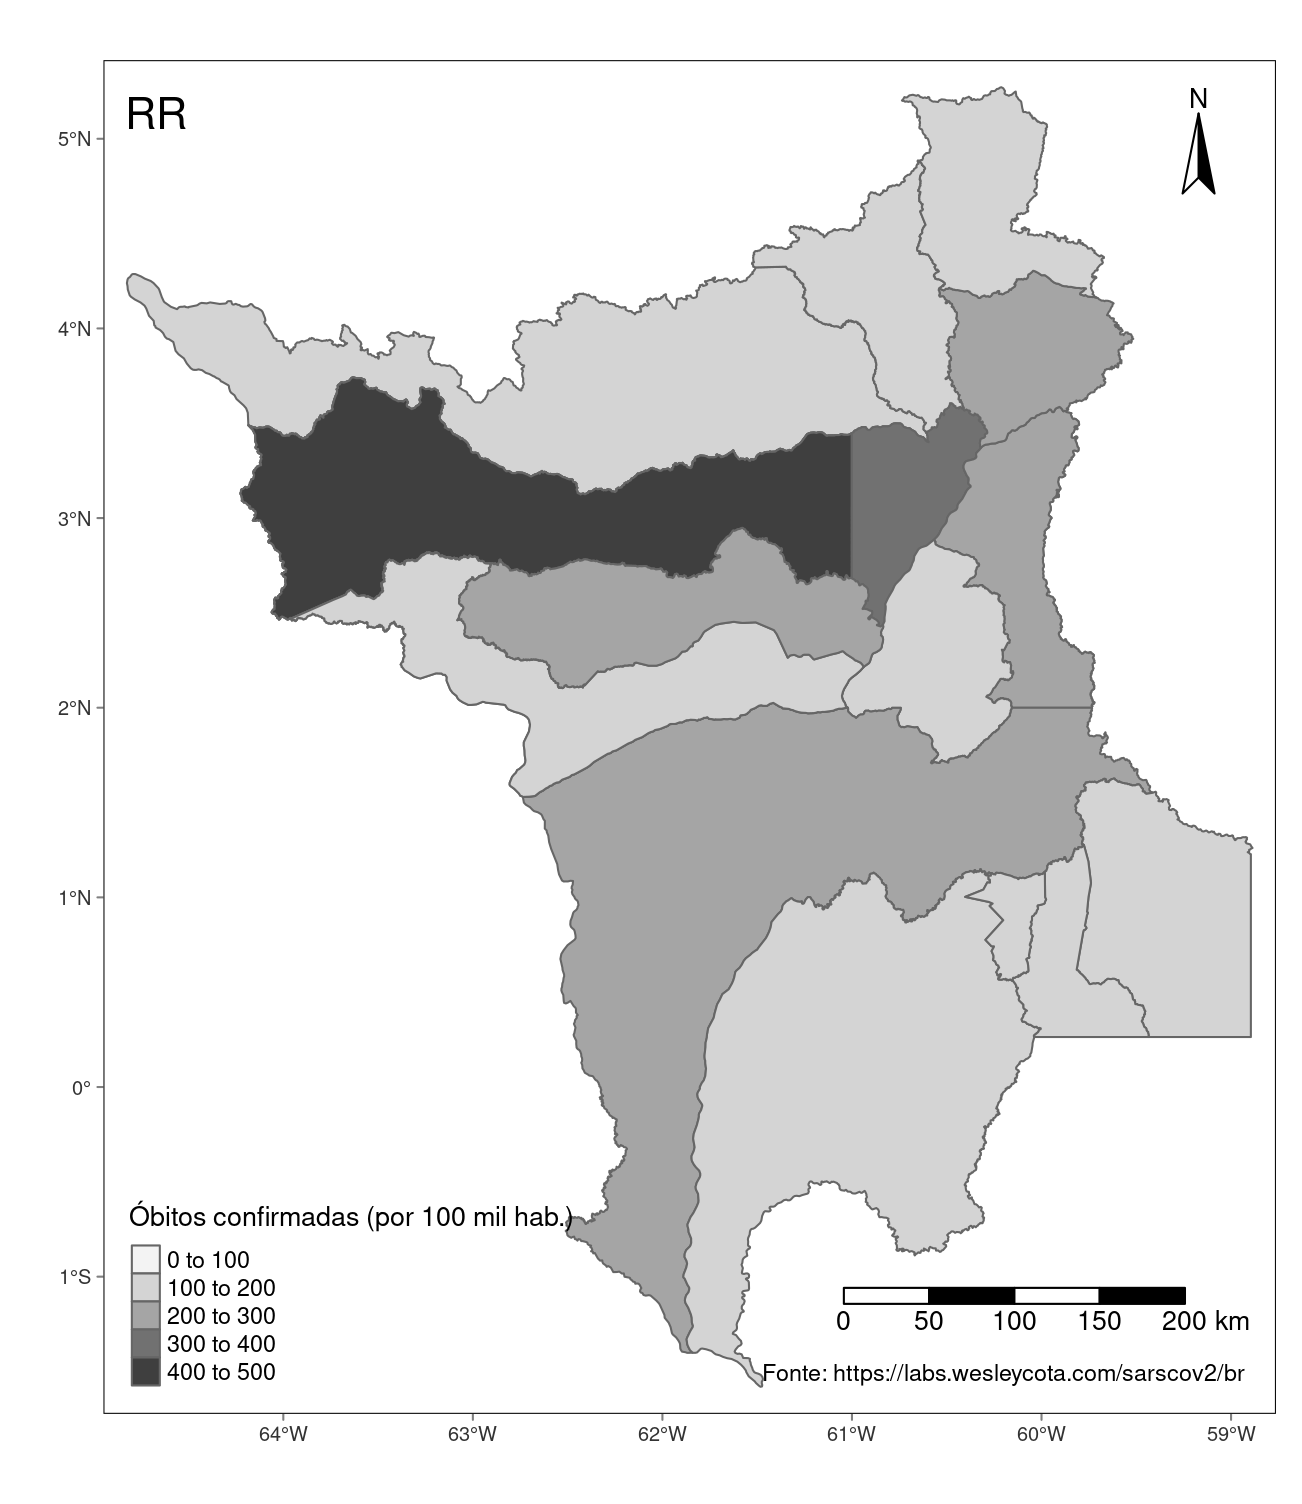 RR
N
5°N
4°N
3°N
2°N
1°N
0°
1°S
Óbitos confirmadas (por 100 mil hab.)
0 to 100
100 to 200
200 to 300
300 to 400
400 to 500
0 50 100 150 200 km
Fonte: https://labs.wesleycota.com/sarscov2/br
64°W 63°W 62°W 61°W 60°W 59°W